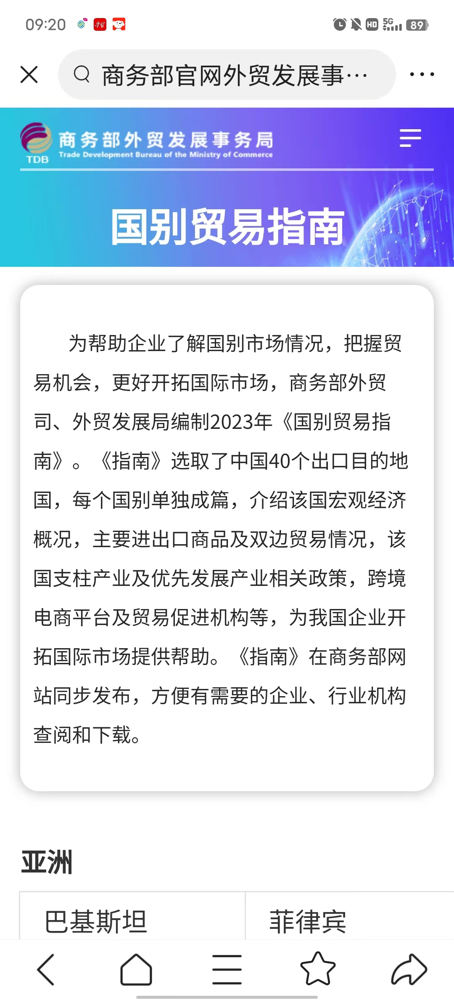 09:20
HD
5G
89
商务部官网外贸发展事…
TDB
商务部外贸发展事务局
Trade Development Bureau of the Ministry of Commerce
国别贸易指南
为帮助企业了解国别市场情况，把握贸
易机会，更好开拓国际市场，商务部外贸
司、外贸发展局编制2023年《国别贸易指
南》。《指南》选取了中国40个出口目的地
国，每个国别单独成篇，介绍该国宏观经济
概况，主要进出口商品及双边贸易情况，该
国支柱产业及优先发展产业相关政策，跨境
电商平台及贸易促进机构等，为我国企业开
拓国际市场提供帮助。《指南》在商务部网
站同步发布，方便有需要的企业、行业机构
查阅和下载。
亚洲
巴基斯坦
菲律宾